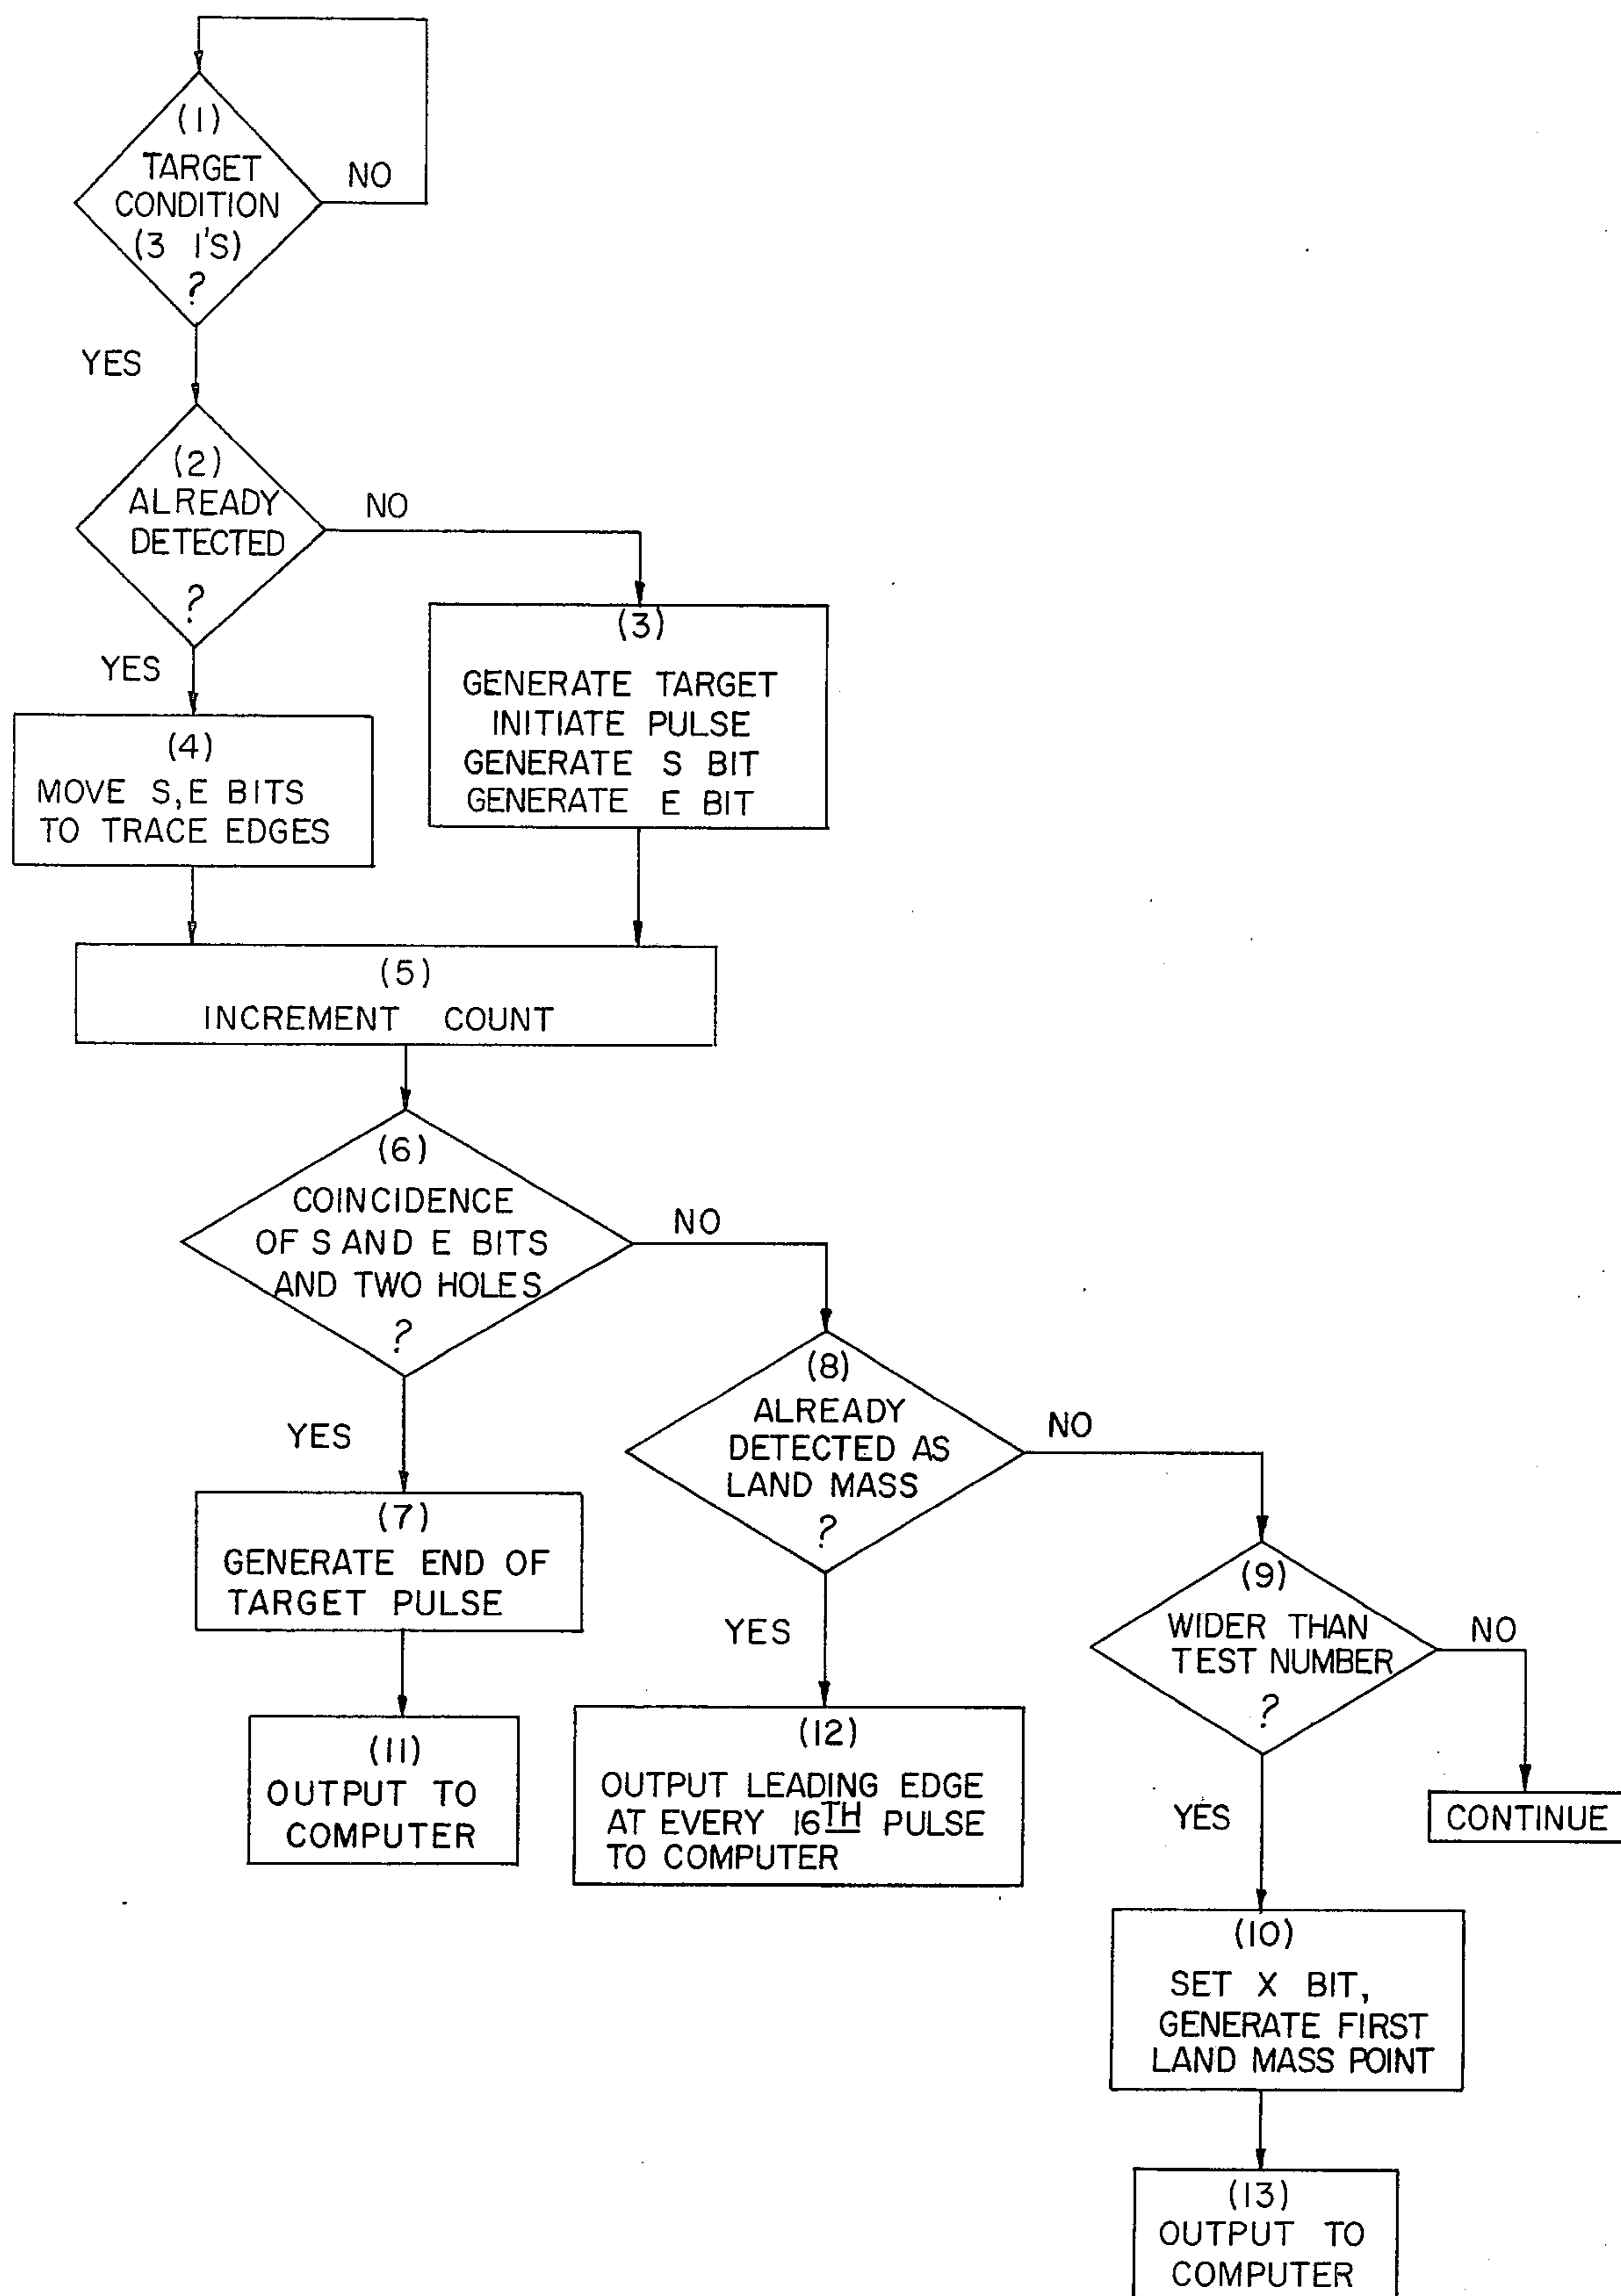 (1)
TARGET
CONDITION
(3 1'S)
?
NO
YES
(2)
ALREADY
DETECTED
?
NO
YES
(3)
GENERATE TARGET
INITIATE PULSE
GENERATE S BIT
GENERATE E BIT
(4)
MOVE S,E BITS
TO TRACE EDGES
(5)
INCREMENT COUNT
(6)
COINCIDENCE
OF S AND E BITS
AND TWO HOLES
?
NO
YES
(7)
GENERATE END OF
TARGET PULSE
(11)
OUTPUT TO
COMPUTER
(8)
ALREADY
DETECTED AS
LAND MASS
?
NO
YES
(12)
OUTPUT LEADING EDGE
AT EVERY 16TH PULSE
TO COMPUTER
(9)
WIDER THAN
TEST NUMBER
?
NO
CONTINUE
YES
(10)
SET X BIT,
GENERATE FIRST
LAND MASS POINT
(13)
OUTPUT TO
COMPUTER